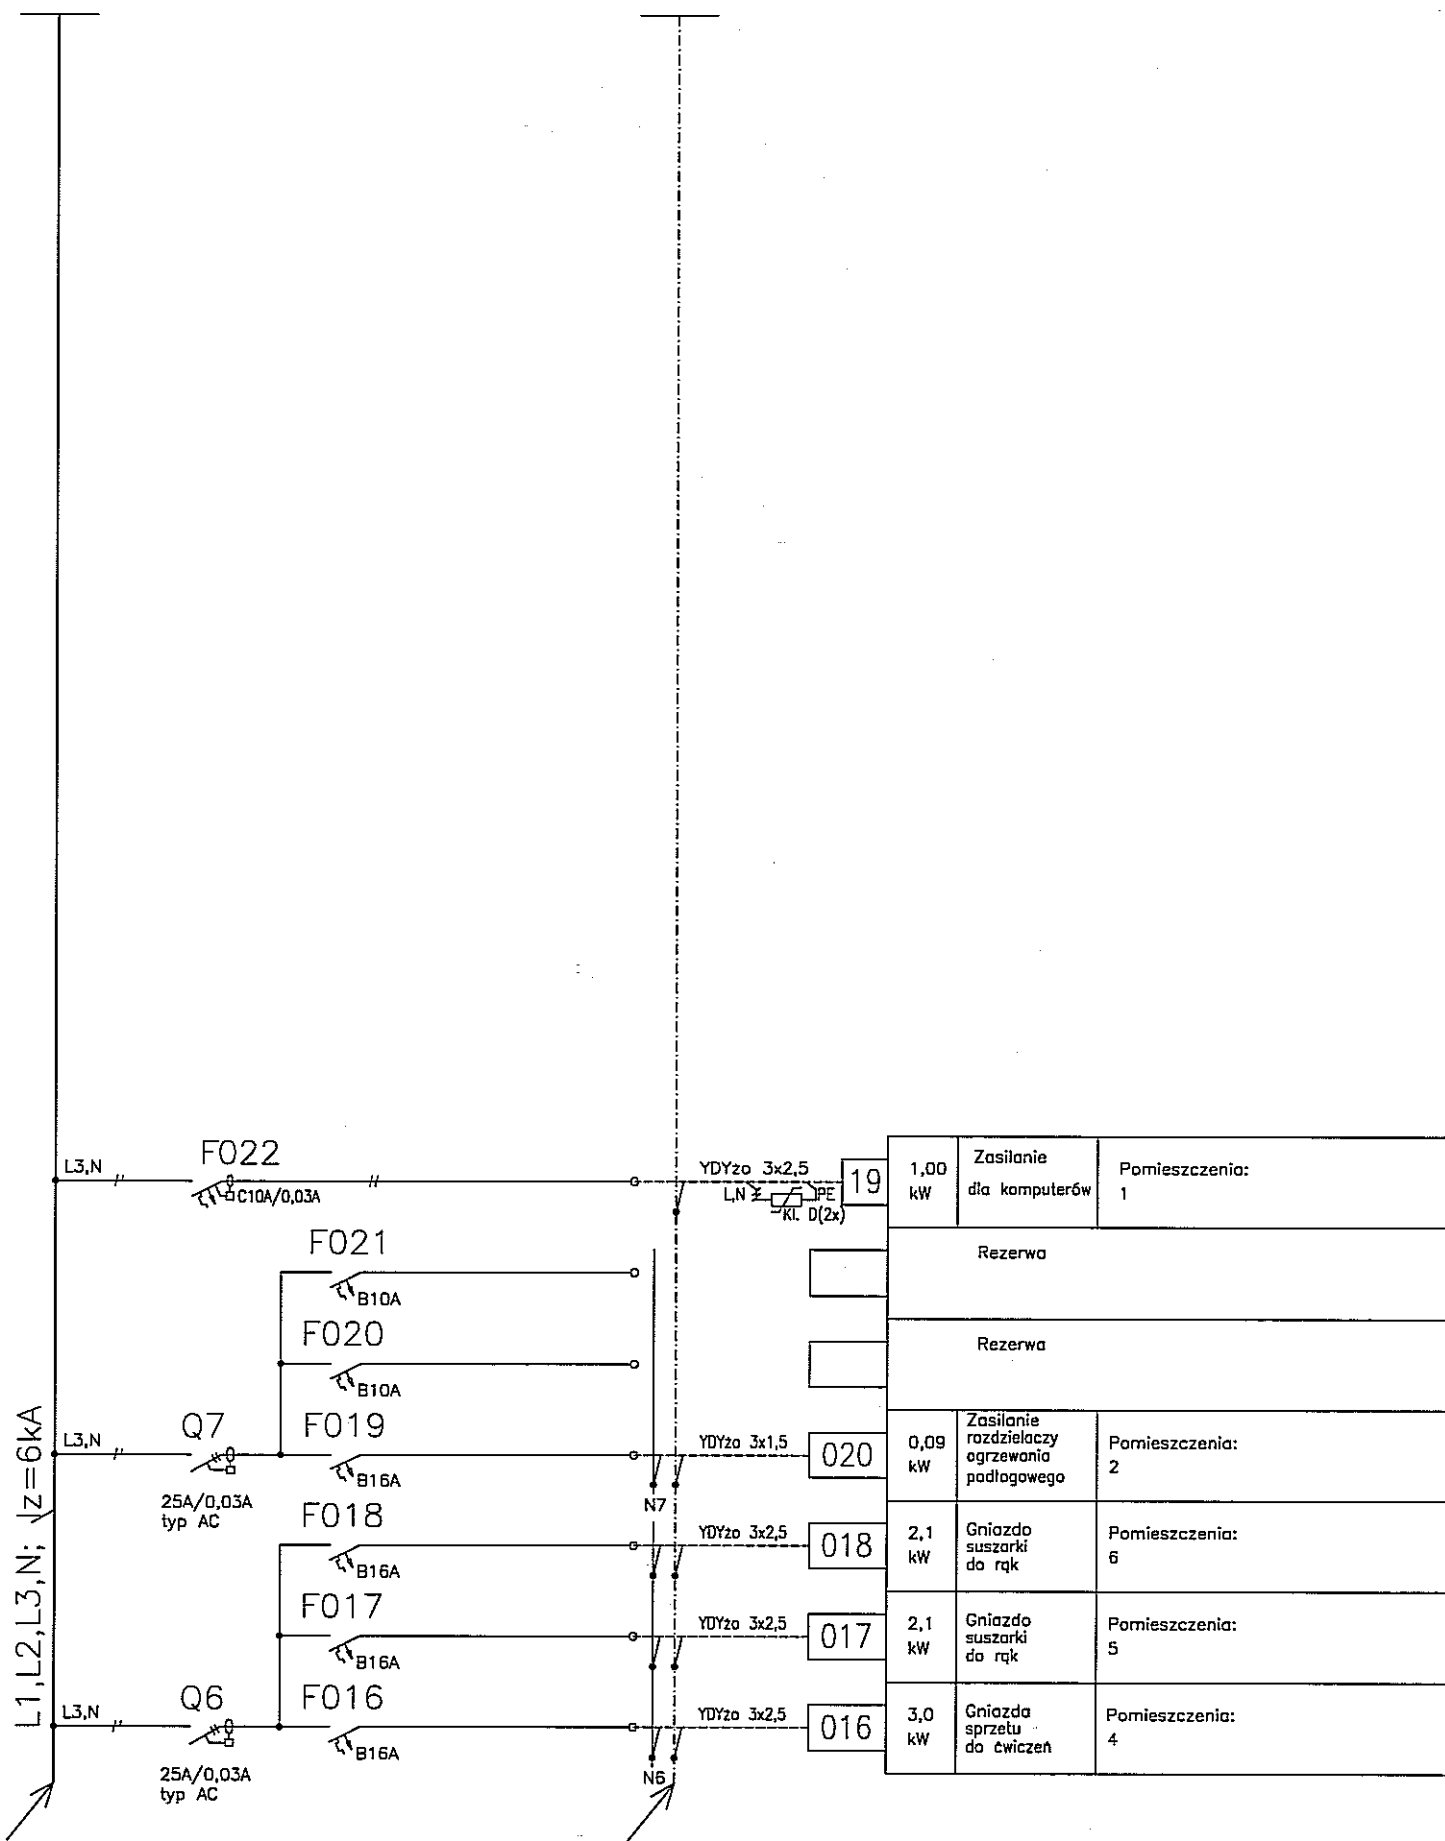 F022
L3,N
C10A/0,03A
YDYżo 3x2,5
L,N
PE
Kl. D(2x)
19
1,00
kW
Zasilanie
dla komputerów
Pomieszczenia:
1
F021
B10A
Rezerwa
F020
B10A
Rezerwa
Q7
L3,N
25A/0,03A
typ AC
F019
B16A
YDYżo 3x1,5
N7
020
0,09
kW
Zasilanie
rozdzielaczy
ogrzewania
podłogowego
Pomieszczenia:
2
F018
B16A
YDYżo 3x2,5
018
2,1
kW
Gniazdo
suszarki
do rąk
Pomieszczenia:
6
F017
B16A
YDYżo 3x2,5
017
2,1
kW
Gniazdo
suszarki
do rąk
Pomieszczenia:
5
Q6
L3,N
25A/0,03A
typ AC
F016
B16A
YDYżo 3x2,5
N6
016
3,0
kW
Gniazda
sprzetu
do ćwiczeń
Pomieszczenia:
4
L1,L2,L3,N; Iz=6kA